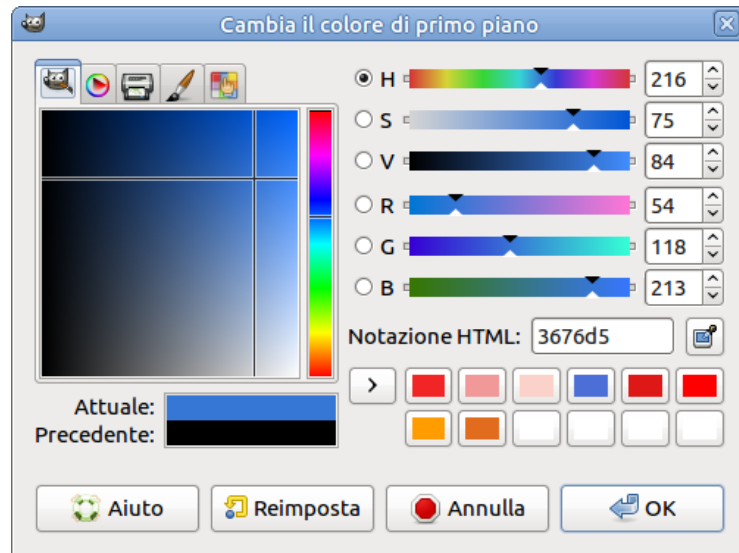 Cambia il colore di primo piano
H 216
S 75
V 84
R 54
G 118
B 213
Notazione HTML: 3676d5
Attuale:
Precedente:
Aiuto Reimposta Annulla OK